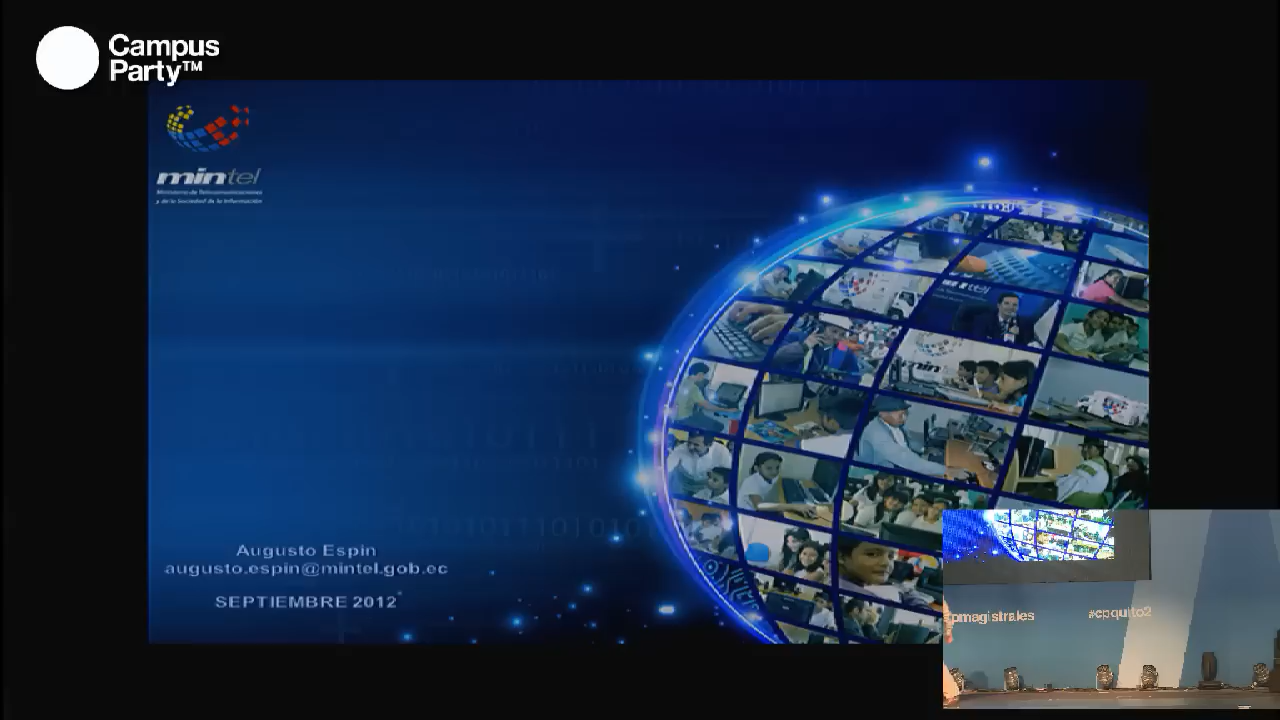 Campus
Party™
mintel
Ministerio de Telecomunicaciones
y de la Sociedad de la Información
Augusto Espin
augusto.espin@mintel.gob.ec
SEPTIEMBRE 2012
pmagistrales
#cpquito2